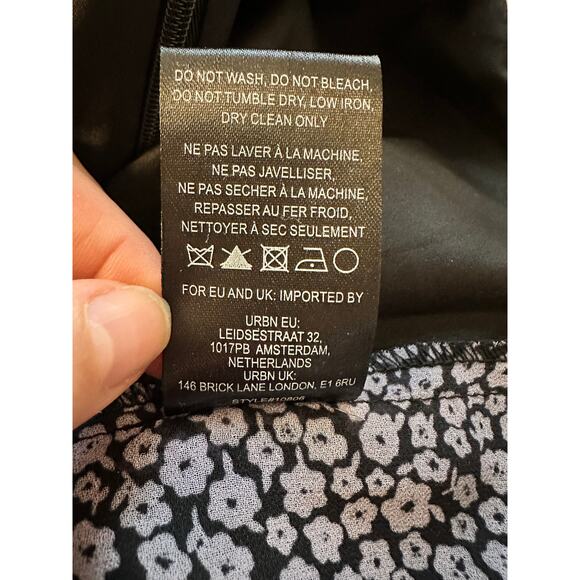 DO NOT WASH, DO NOT BLEACH,
DO NOT TUMBLE DRY, LOW IRON,
DRY CLEAN ONLY
NE PAS LAVER À LA MACHINE,
NE PAS JAVELLISER,
NE PAS SECHER À LA MACHINE,
REPASSER AU FER FROID,
NETTOYER À SEC SEULEMENT
FOR EU AND UK: IMPORTED BY
URBN EU:
LEIDSESTRAAT 32,
1017PB AMSTERDAM,
NETHERLANDS
URBN UK:
146 BRICK LANE LONDON, E1 6RU
STYLE#10806